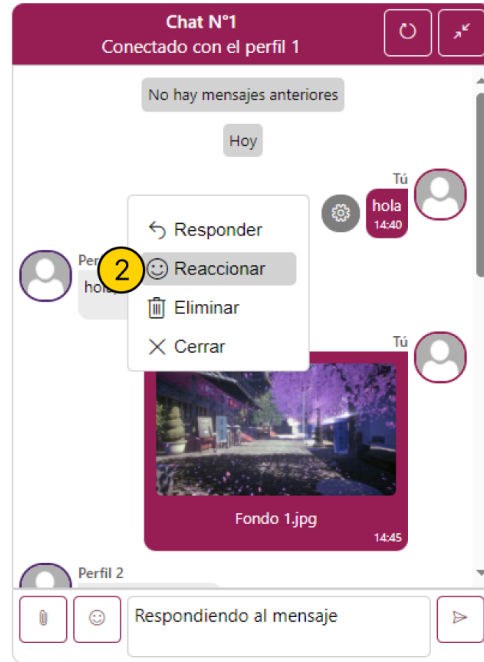 Chat N°1
Conectado con el perfil 1
No hay mensajes anteriores
Hoy
Tú
hola
14:40
Responder
2
Reaccionar
Eliminar
Cerrar
Tú
Fondo 1.jpg
14:45
Perfil 2
Respondiendo al mensaje